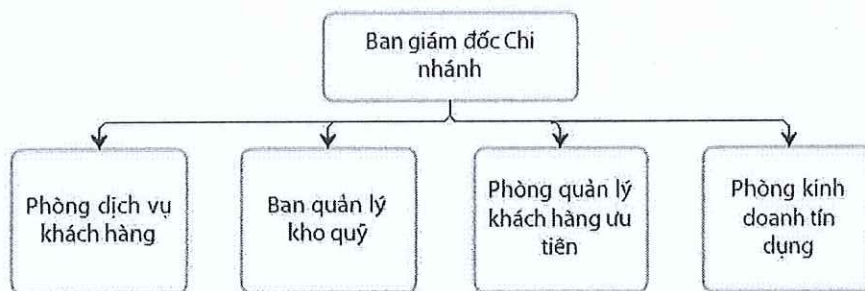 Ban giám đốc Chi
nhánh
Phòng dịch vụ
khách hàng
Ban quản lý
kho quỹ
Phòng quản lý
khách hàng ưu
tiên
Phòng kinh
doanh tín
dụng